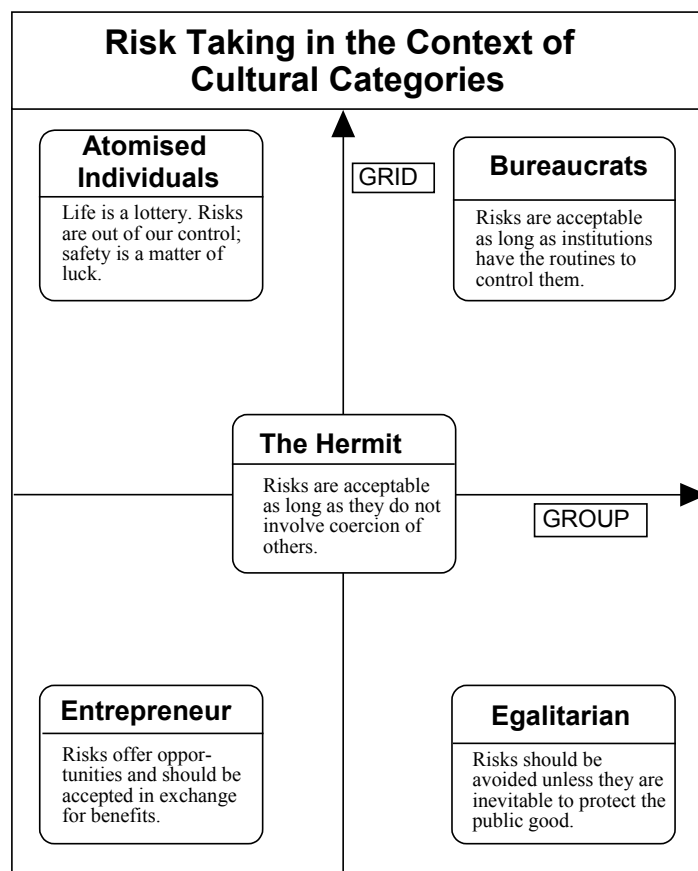 Risk Taking in the Context of
Cultural Categories
Atomised
Individuals
Life is a lottery. Risks
are out of our control;
safety is a matter of
luck.
GRID
Bureaucrats
Risks are acceptable
as long as institutions
have the routines to
control them.
The Hermit
Risks are acceptable
as long as they do not
involve coercion of
others.
GROUP
Entrepreneur
Risks offer oppor-
tunities and should be
accepted in exchange
for benefits.
Egalitarian
Risks should be
avoided unless they are
inevitable to protect the
public good.